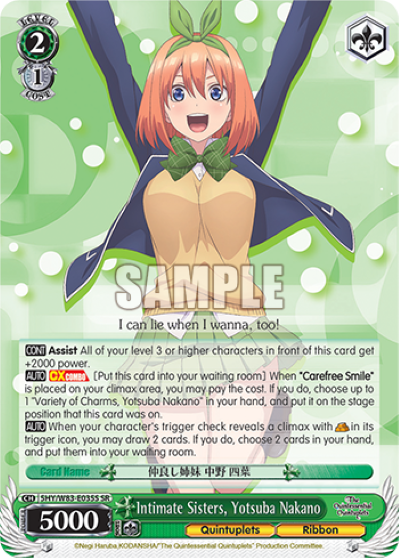 LEVEL
2
1
COST
SAMPLE
I can lie when I wanna, too!
CONT Assist All of your level 3 or higher characters in front of this card get
+2000 power.
AUTO CXCOMBO [Put this card into your waiting room] When "Carefree Smile"
is placed on your climax area, you may pay the cost. If you do, choose up to
1 "Variety of Charms, Yotsuba Nakano" in your hand, and put it on the stage
position that this card was on.
AUTO When your character's trigger check reveals a climax with in
its trigger icon, you may draw 2 cards. If you do, choose 2 cards in your hand,
and put them into your waiting room.
Card Name 仲良し姉妹 中野 四葉
CH 5HY/W83-E035S SR
Intimate Sisters, Yotsuba Nakano
The Quintessential Quintuplets
5000
Quintuplets Ribbon
©Negi Haruba,KODANSHA/"The Quintessential Quintuplets" Production Committee